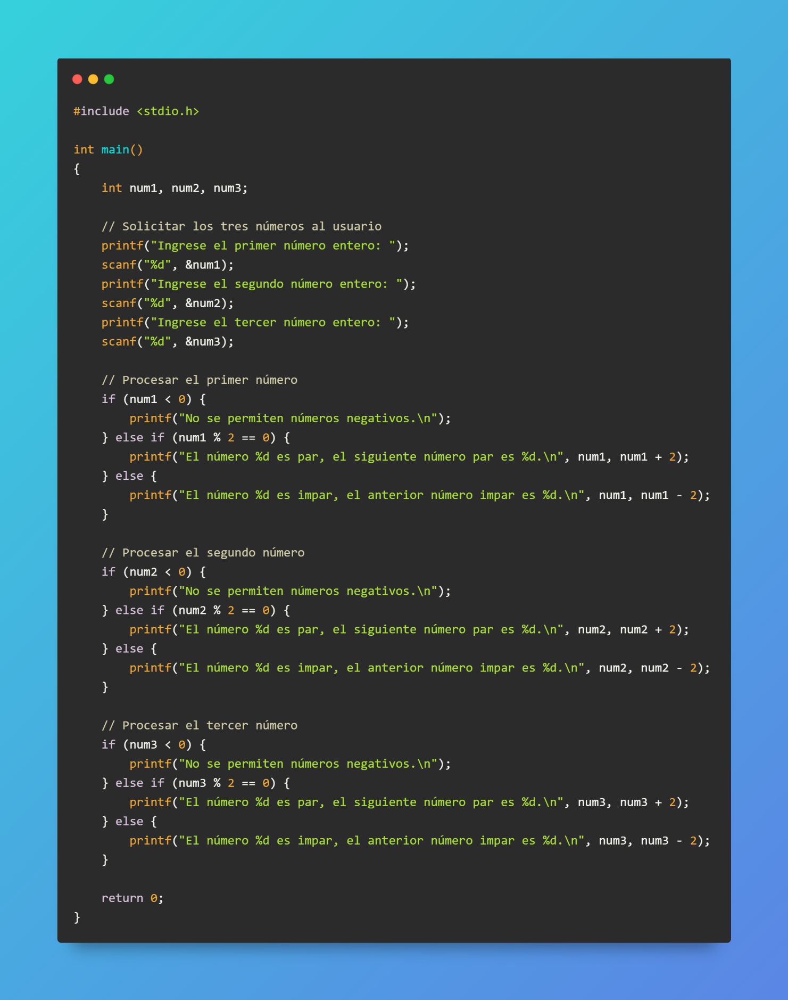 #include <stdio.h>

int main()
{
    int num1, num2, num3;

    // Solicitar los tres números al usuario
    printf("Ingrese el primer número entero: ");
    scanf("%d", &num1);
    printf("Ingrese el segundo número entero: ");
    scanf("%d", &num2);
    printf("Ingrese el tercer número entero: ");
    scanf("%d", &num3);

    // Procesar el primer número
    if (num1 < 0) {
        printf("No se permiten números negativos.\n");
    } else if (num1 % 2 == 0) {
        printf("El número %d es par, el siguiente número par es %d.\n", num1, num1 + 2);
    } else {
        printf("El número %d es impar, el anterior número impar es %d.\n", num1, num1 - 2);
    }

    // Procesar el segundo número
    if (num2 < 0) {
        printf("No se permiten números negativos.\n");
    } else if (num2 % 2 == 0) {
        printf("El número %d es par, el siguiente número par es %d.\n", num2, num2 + 2);
    } else {
        printf("El número %d es impar, el anterior número impar es %d.\n", num2, num2 - 2);
    }

    // Procesar el tercer número
    if (num3 < 0) {
        printf("No se permiten números negativos.\n");
    } else if (num3 % 2 == 0) {
        printf("El número %d es par, el siguiente número par es %d.\n", num3, num3 + 2);
    } else {
        printf("El número %d es impar, el anterior número impar es %d.\n", num3, num3 - 2);
    }

    return 0;
}